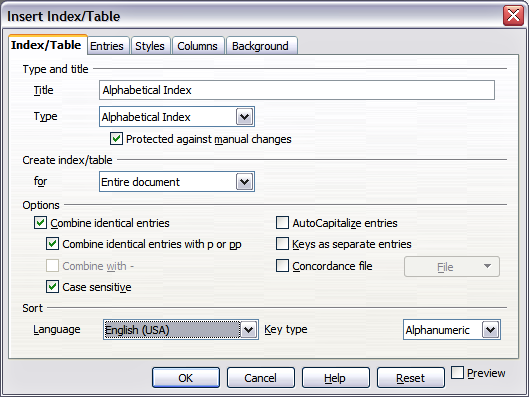 Insert Index/Table
Index/Table Entries Styles Columns Background
Type and title
Title Alphabetical Index
Type Alphabetical Index
Protected against manual changes
Create index/table
for Entire document
Options
Combine identical entries AutoCapitalize entries
Combine identical entries with p or pp Keys as separate entries
Combine with - Concordance file File
Case sensitive
Sort
Language English (USA) Key type Alphanumeric
OK Cancel Help Reset Preview